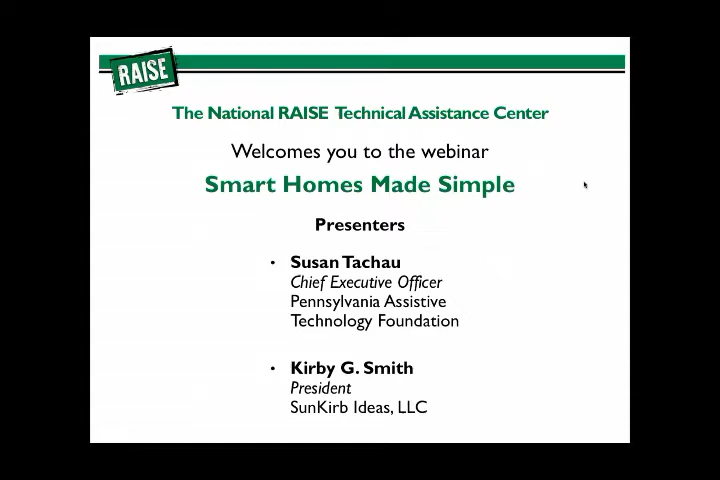 RAISE
The National RAISE Technical Assistance Center
Welcomes you to the webinar
Smart Homes Made Simple
Presenters
• Susan Tachau
Chief Executive Officer
Pennsylvania Assistive
Technology Foundation
• Kirby G. Smith
President
SunKirb Ideas, LLC